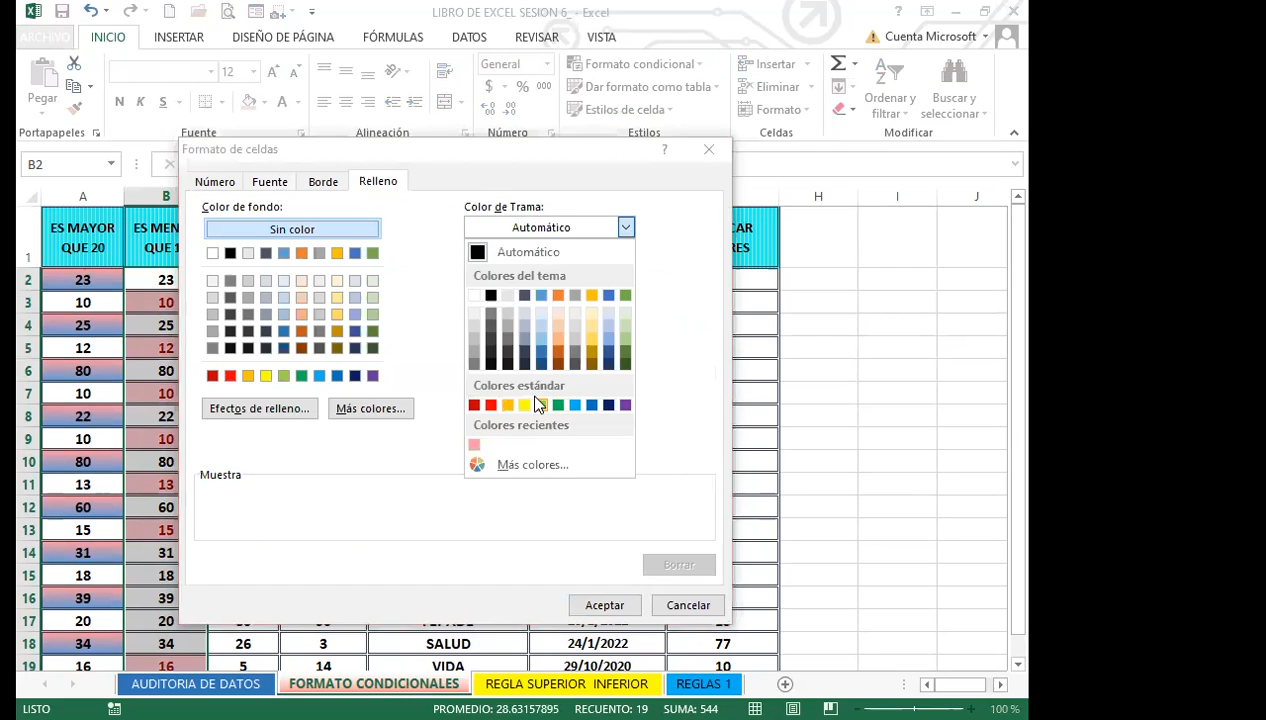 LIBRO DE EXCEL SESION 6_ - Excel
ARCHIVO INICIO INSERTAR DISEÑO DE PÁGINA FÓRMULAS DATOS REVISAR VISTA Cuenta Microsoft
Pegar
12
N K S
General
$ % 000
Formato condicional
Dar formato como tabla
Estilos de celda
Insertar
Eliminar
Formato
Ordenar y filtrar
Buscar y seleccionar
Portapapeles Fuente Alineación Número Estilos Celdas Modificar
B2
Formato de celdas
Número Fuente Borde Relleno
Color de fondo:
Sin color
Efectos de relleno...
Más colores...
Color de Trama:
Automático
Automático
Colores del tema
Colores estándar
Colores recientes
Más colores...
Muestra
Borrar
Aceptar Cancelar
A B H I J
1 ES MAYOR QUE 20
2 23 23
3 10 10
4 25 25
5 12 12
6 80 80
7 10 10
8 22 22
9 10 10
10 80 80
11 13 13
12 60 60
13 15 15
14 31 31
15 18 18
16 39 39
17 20 20
18 34 34 26 3 SALUD 24/1/2022 77
19 16 16 5 14 VIDA 29/10/2020 10
AUDITORIA DE DATOS FORMATO CONDICIONALES REGLA SUPERIOR INFERIOR REGLAS 1
LISTO PROMEDIO: 28.63157895 RECUENTO: 19 SUMA: 544 100 %